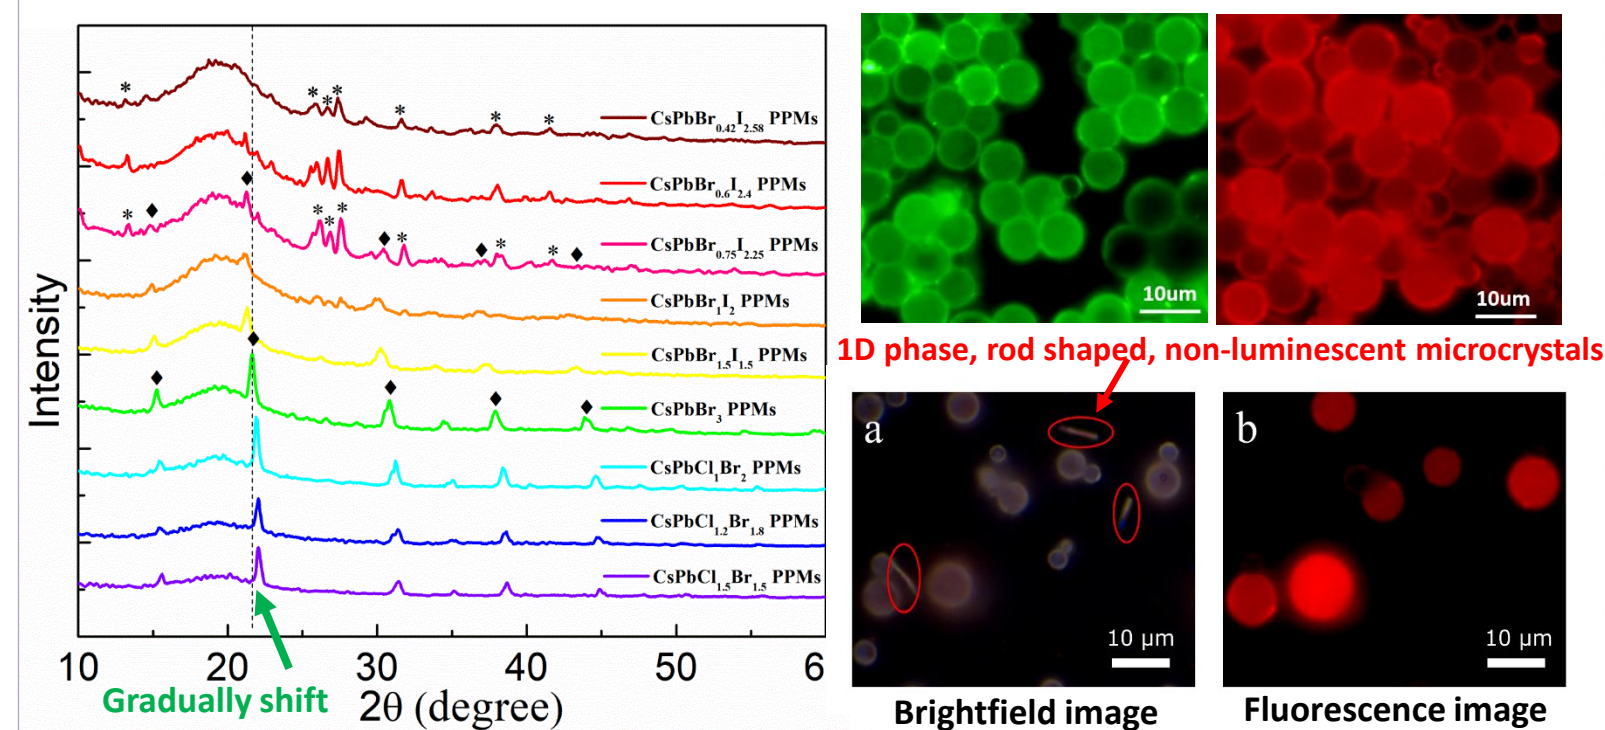 Intensity
CsPbBr0.42I2.58 PPMs
CsPbBr0.6I2.4 PPMs
CsPbBr0.75I2.25 PPMs
CsPbBr1I2 PPMs
CsPbBr1.5I1.5 PPMs
CsPbBr3 PPMs
CsPbCl1Br2 PPMs
CsPbCl1.2Br1.8 PPMs
CsPbCl1.5Br1.5 PPMs
10 20 30 40 50 6
2θ (degree)
Gradually shift
10um
10um
1D phase, rod shaped, non-luminescent microcrystals
a
10 μm
b
10 μm
Brightfield image
Fluorescence image